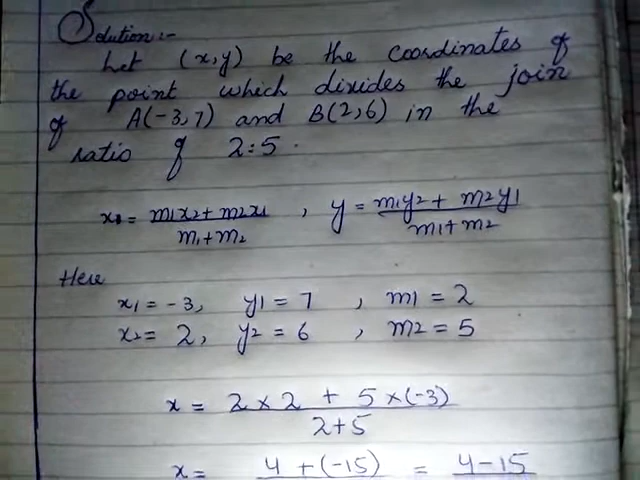 Solution:-
Let (x,y) be the coordinates of
the point which divides the join
of A(-3,7) and B(2,6) in the
ratio of 2:5.
x = m1x2 + m2x1 / m1+m2 , y = m1y2 + m2y1 / m1+m2
Here
x1 = -3, y1 = 7 , m1 = 2
x2 = 2, y2 = 6 , m2 = 5
x = 2×2 + 5×(-3) / 2+5
x = 4 + (-15) = 4-15